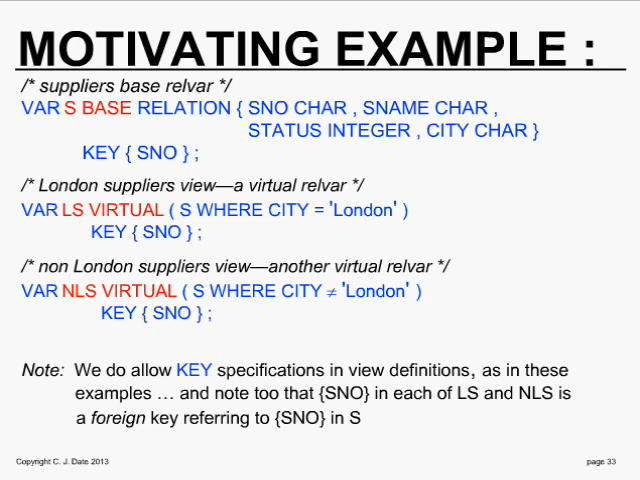 MOTIVATING EXAMPLE :
/* suppliers base relvar */
VAR S BASE RELATION { SNO CHAR , SNAME CHAR ,
STATUS INTEGER , CITY CHAR }
KEY { SNO } ;
/* London suppliers view—a virtual relvar */
VAR LS VIRTUAL ( S WHERE CITY = 'London' )
KEY { SNO } ;
/* non London suppliers view—another virtual relvar */
VAR NLS VIRTUAL ( S WHERE CITY ≠ 'London' )
KEY { SNO } ;
Note: We do allow KEY specifications in view definitions, as in these
examples … and note too that {SNO} in each of LS and NLS is
a foreign key referring to {SNO} in S
Copyright C. J. Date 2013
page 33